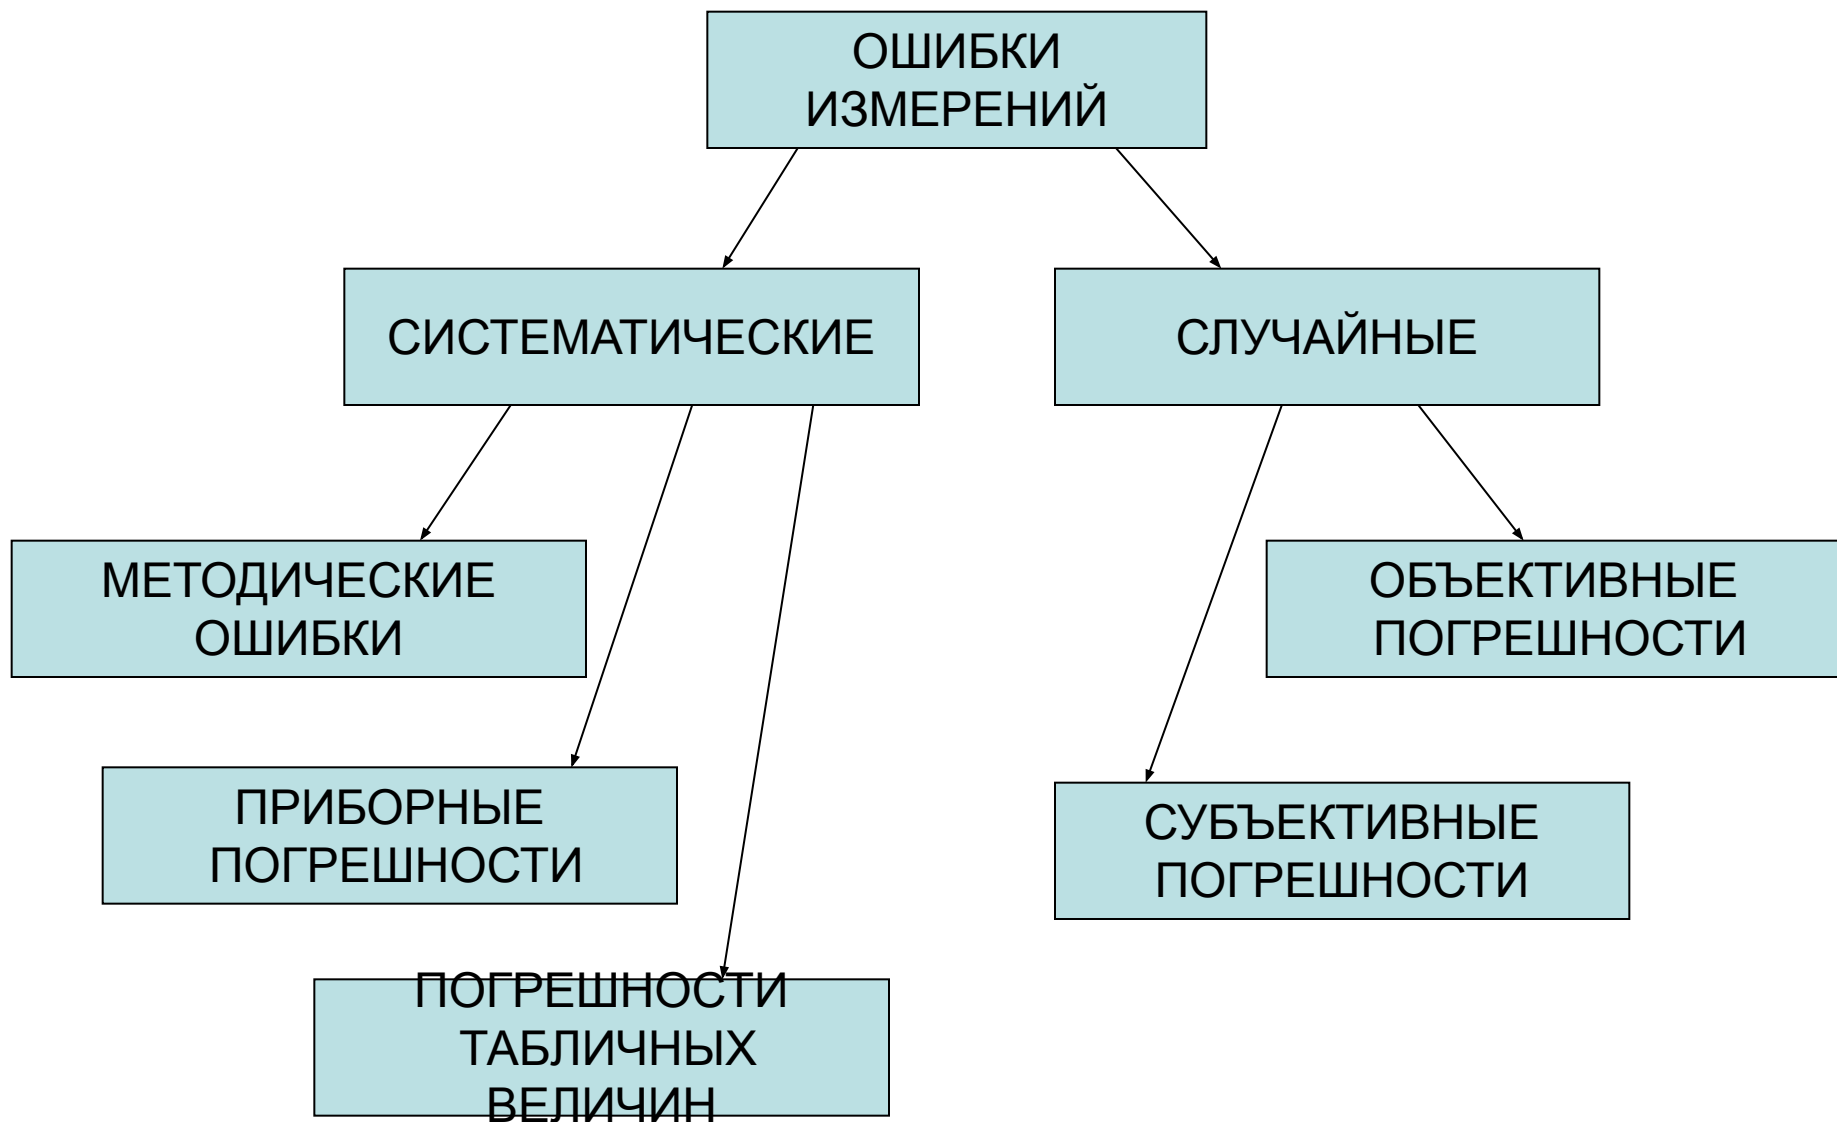 ОШИБКИ
ИЗМЕРЕНИЙ
СИСТЕМАТИЧЕСКИЕ
СЛУЧАЙНЫЕ
МЕТОДИЧЕСКИЕ
ОШИБКИ
ОБЪЕКТИВНЫЕ
ПОГРЕШНОСТИ
ПРИБОРНЫЕ
ПОГРЕШНОСТИ
СУБЪЕКТИВНЫЕ
ПОГРЕШНОСТИ
ПОГРЕШНОСТИ
ТАБЛИЧНЫХ
ВЕЛИЧИН